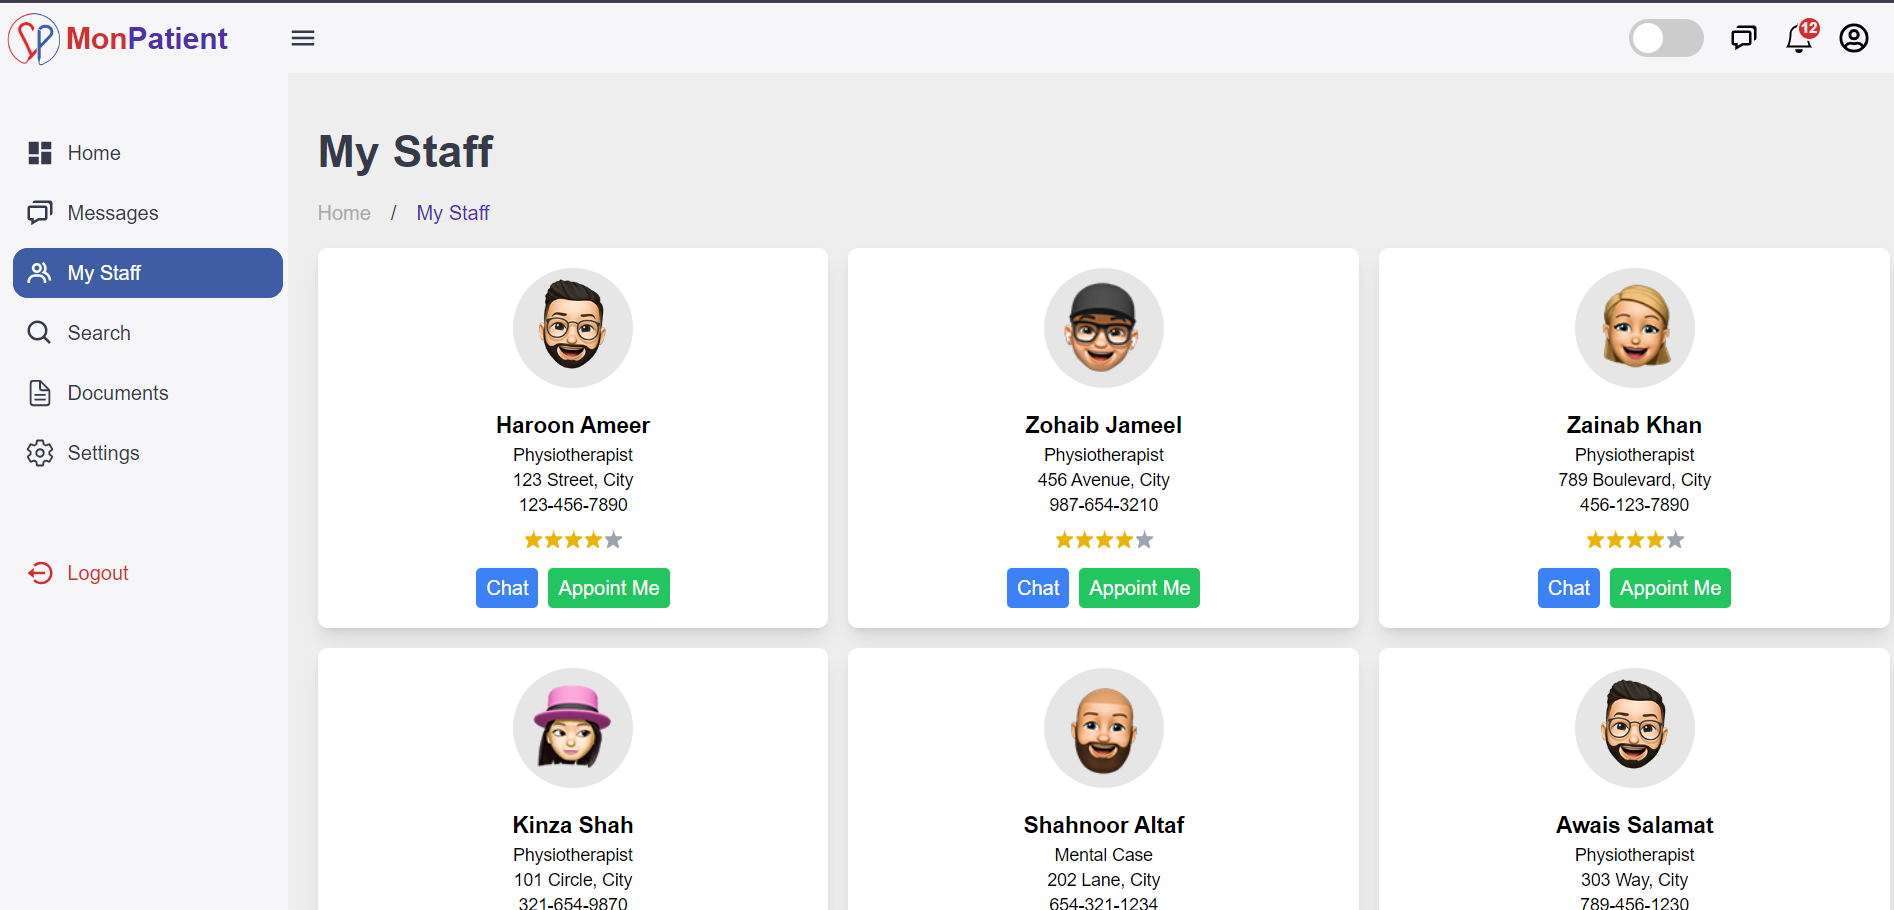 MonPatient
12
Home
Messages
My Staff
Search
Documents
Settings
Logout
My Staff
Home / My Staff
Haroon Ameer
Physiotherapist
123 Street, City
123-456-7890
Chat Appoint Me
Zohaib Jameel
Physiotherapist
456 Avenue, City
987-654-3210
Chat Appoint Me
Zainab Khan
Physiotherapist
789 Boulevard, City
456-123-7890
Chat Appoint Me
Kinza Shah
Physiotherapist
101 Circle, City
321-654-9870
Shahnoor Altaf
Mental Case
202 Lane, City
654-321-1234
Awais Salamat
Physiotherapist
303 Way, City
789-456-1230